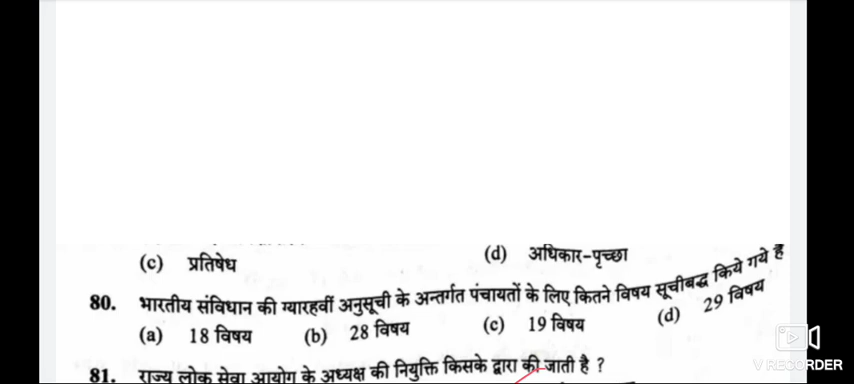 (c) प्रतिषेध (d) अधिकार-पृच्छा
80. भारतीय संविधान की ग्यारहवीं अनुसूची के अन्तर्गत पंचायतों के लिए कितने विषय सूचीबद्ध किये गये हैं
(a) 18 विषय (b) 28 विषय (c) 19 विषय (d) 29 विषय
81. राज्य लोक सेवा आयोग के अध्यक्ष की नियुक्ति किसके द्वारा की जाती है ?
V RECORDER